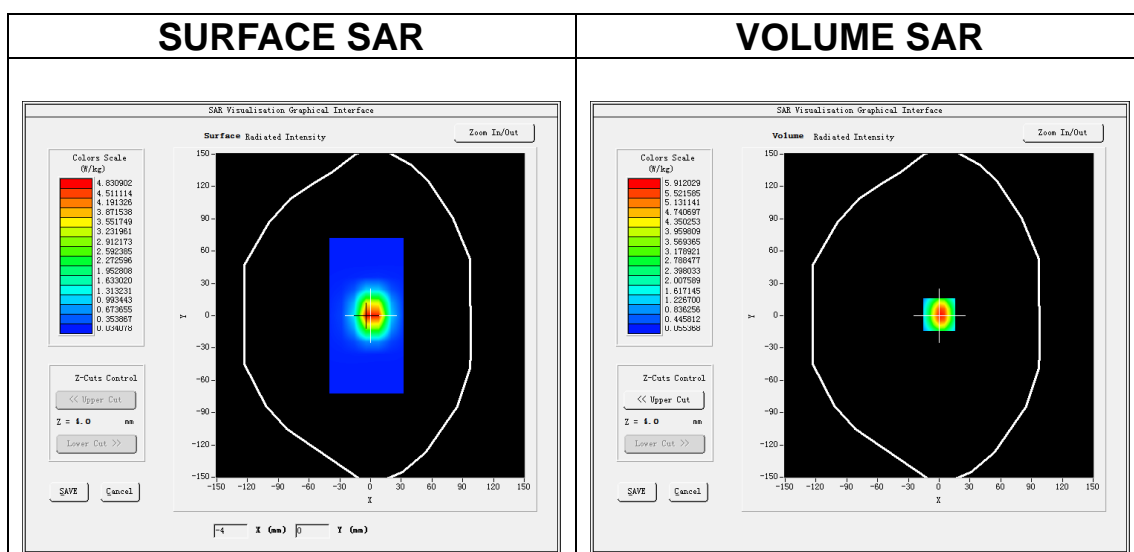 SURFACE SAR
VOLUME SAR
SAR Visualisation Graphical Interface
Surface Radiated Intensity
Zoom In/Out
Colors Scale
(W/kg)
4.830902
4.511114
4.191326
3.871538
3.551749
3.231961
2.912173
2.592385
2.272596
1.952808
1.633020
1.313231
0.993443
0.673655
0.353867
0.034078
Z-Cuts Control
<< Upper Cut
Z = 4.0 mm
Lower Cut >>
SAVE
Cancel
150
120
90
60
30
0
-30
-60
-90
-120
-150
Y
-150 -120 -90 -60 -30 0 30 60 90 120 150
X
-4 X (mm) 0 Y (mm)
SAR Visualisation Graphical Interface
Volume Radiated Intensity
Zoom In/Out
Colors Scale
(W/kg)
5.912029
5.521585
5.131141
4.740697
4.350253
3.959809
3.569365
3.178921
2.788477
2.398033
2.007589
1.617145
1.226700
0.836256
0.445812
0.055368
Z-Cuts Control
<< Upper Cut
Z = 4.0 mm
Lower Cut >>
SAVE
Cancel
150
120
90
60
30
0
-30
-60
-90
-120
-150
Y
-150 -120 -90 -60 -30 0 30 60 90 120 150
X